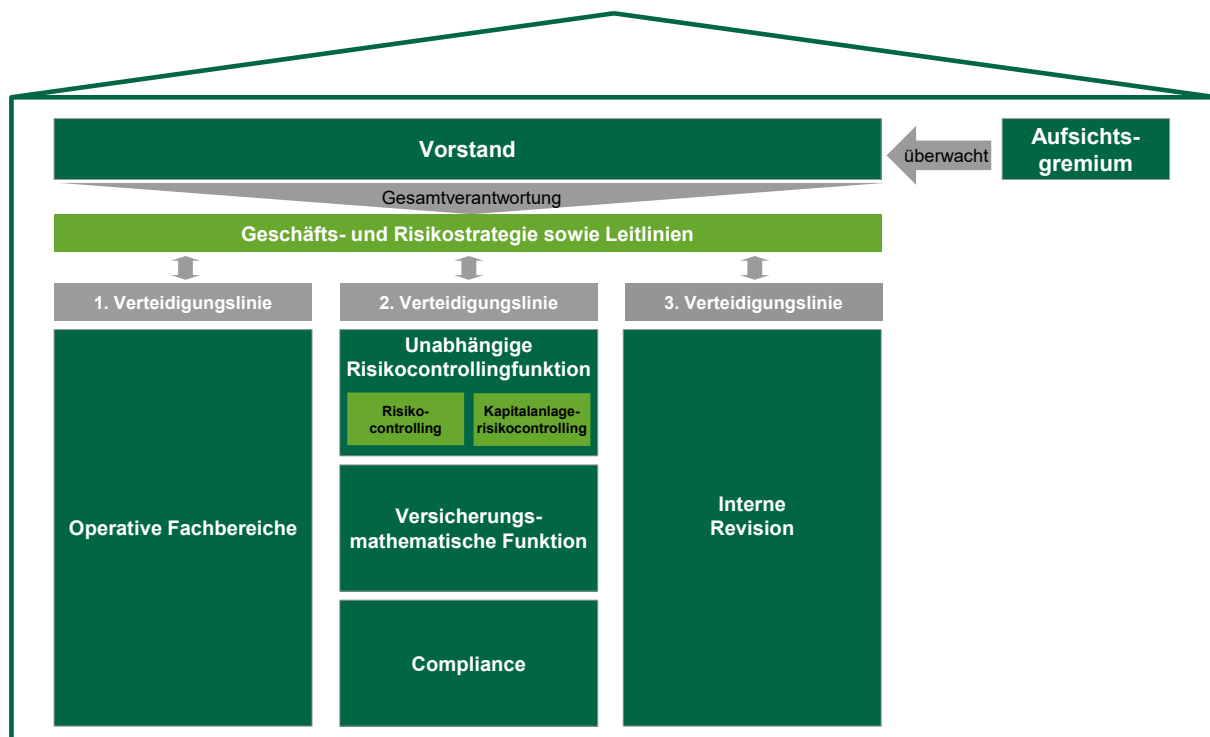 Vorstand
überwacht
Aufsichts-
gremium
Gesamtverantwortung
Geschäfts- und Risikostrategie sowie Leitlinien
1. Verteidigungslinie
2. Verteidigungslinie
3. Verteidigungslinie
Operative Fachbereiche
Unabhängige
Risikocontrollingfunktion
Risiko-
controlling
Kapitalanlage-
risikocontrolling
Versicherungs-
mathematische Funktion
Compliance
Interne
Revision